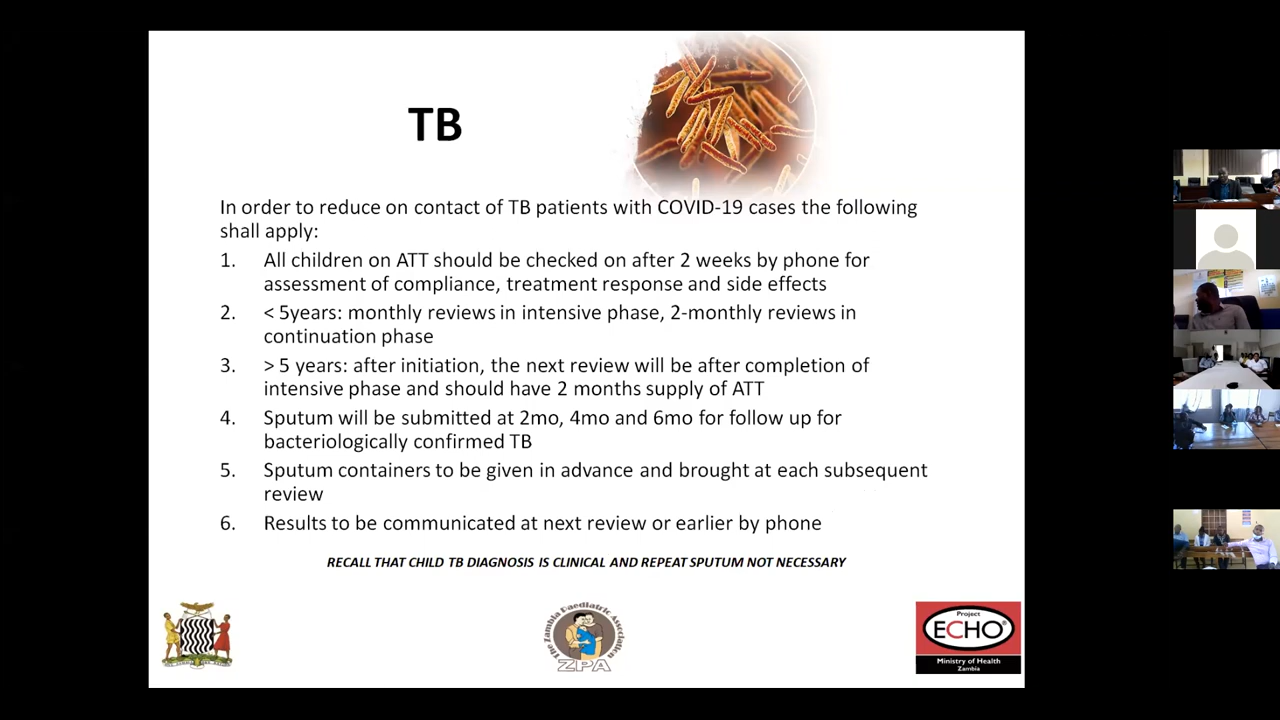 TB
In order to reduce on contact of TB patients with COVID-19 cases the following
shall apply:
1. All children on ATT should be checked on after 2 weeks by phone for
assessment of compliance, treatment response and side effects
2. < 5years: monthly reviews in intensive phase, 2-monthly reviews in
continuation phase
3. > 5 years: after initiation, the next review will be after completion of
intensive phase and should have 2 months supply of ATT
4. Sputum will be submitted at 2mo, 4mo and 6mo for follow up for
bacteriologically confirmed TB
5. Sputum containers to be given in advance and brought at each subsequent
review
6. Results to be communicated at next review or earlier by phone
RECALL THAT CHILD TB DIAGNOSIS IS CLINICAL AND REPEAT SPUTUM NOT NECESSARY
The Zambia Paediatric Association
ZPA
Project
ECHO®
Ministry of Health
Zambia